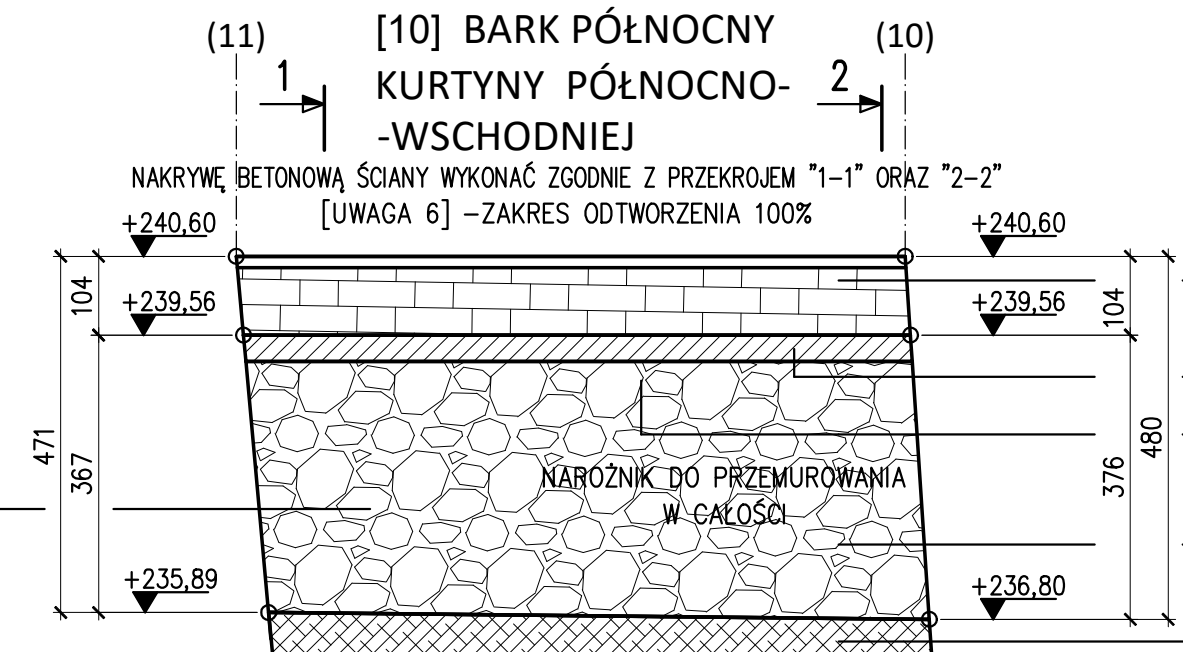 (11)
[10] BARK PÓŁNOCNY
(10)
1
KURTYNY PÓŁNOCNO-
2
-WSCHODNIEJ
NAKRYWĘ BETONOWĄ ŚCIANY WYKONAĆ ZGODNIE Z PRZEKROJEM "1-1" ORAZ "2-2"
[UWAGA 6] -ZAKRES ODTWORZENIA 100%
+240,60
+240,60
104
104
+239,56
+239,56
471
367
376
480
NAROŻNIK DO PRZEMUROWANIA
W CAŁOŚCI
+235,89
+236,80